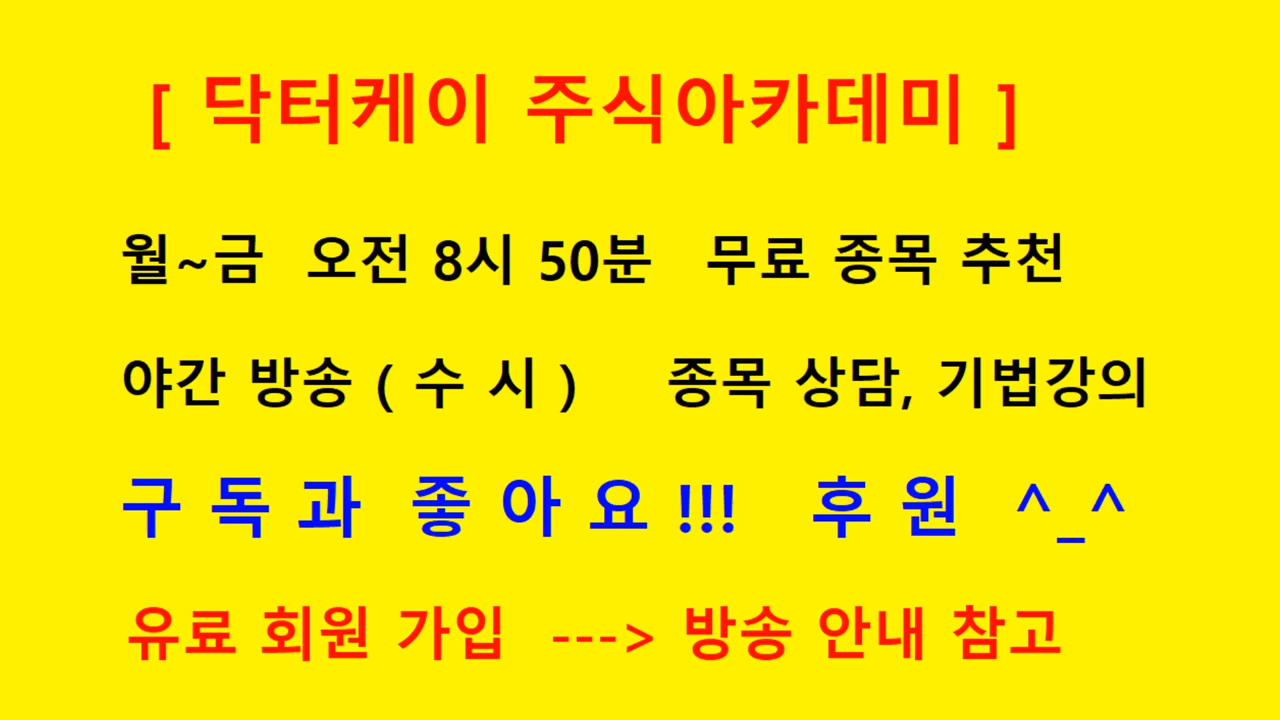 [ 닥터케이 주식아카데미 ]
월~금 오전 8시 50분 무료 종목 추천
야간 방송 ( 수 시 ) 종목 상담, 기법강의
구 독 과 좋 아 요 !!! 후 원 ^_^
유료 회원 가입 ---> 방송 안내 참고